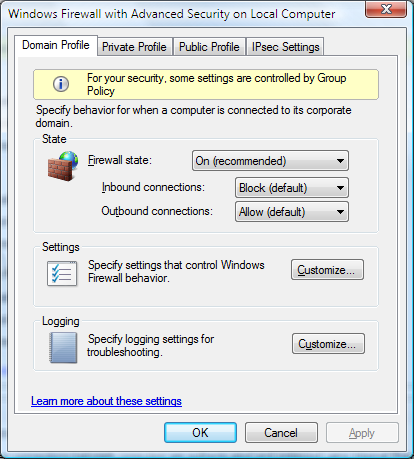 Windows Firewall with Advanced Security on Local Computer
Domain Profile Private Profile Public Profile IPsec Settings
For your security, some settings are controlled by Group
Policy
Specify behavior for when a computer is connected to its corporate
domain.
State
Firewall state: On (recommended)
Inbound connections: Block (default)
Outbound connections: Allow (default)
Settings
Specify settings that control Windows
Firewall behavior.
Customize...
Logging
Specify logging settings for
troubleshooting.
Customize...
Learn more about these settings
OK Cancel Apply